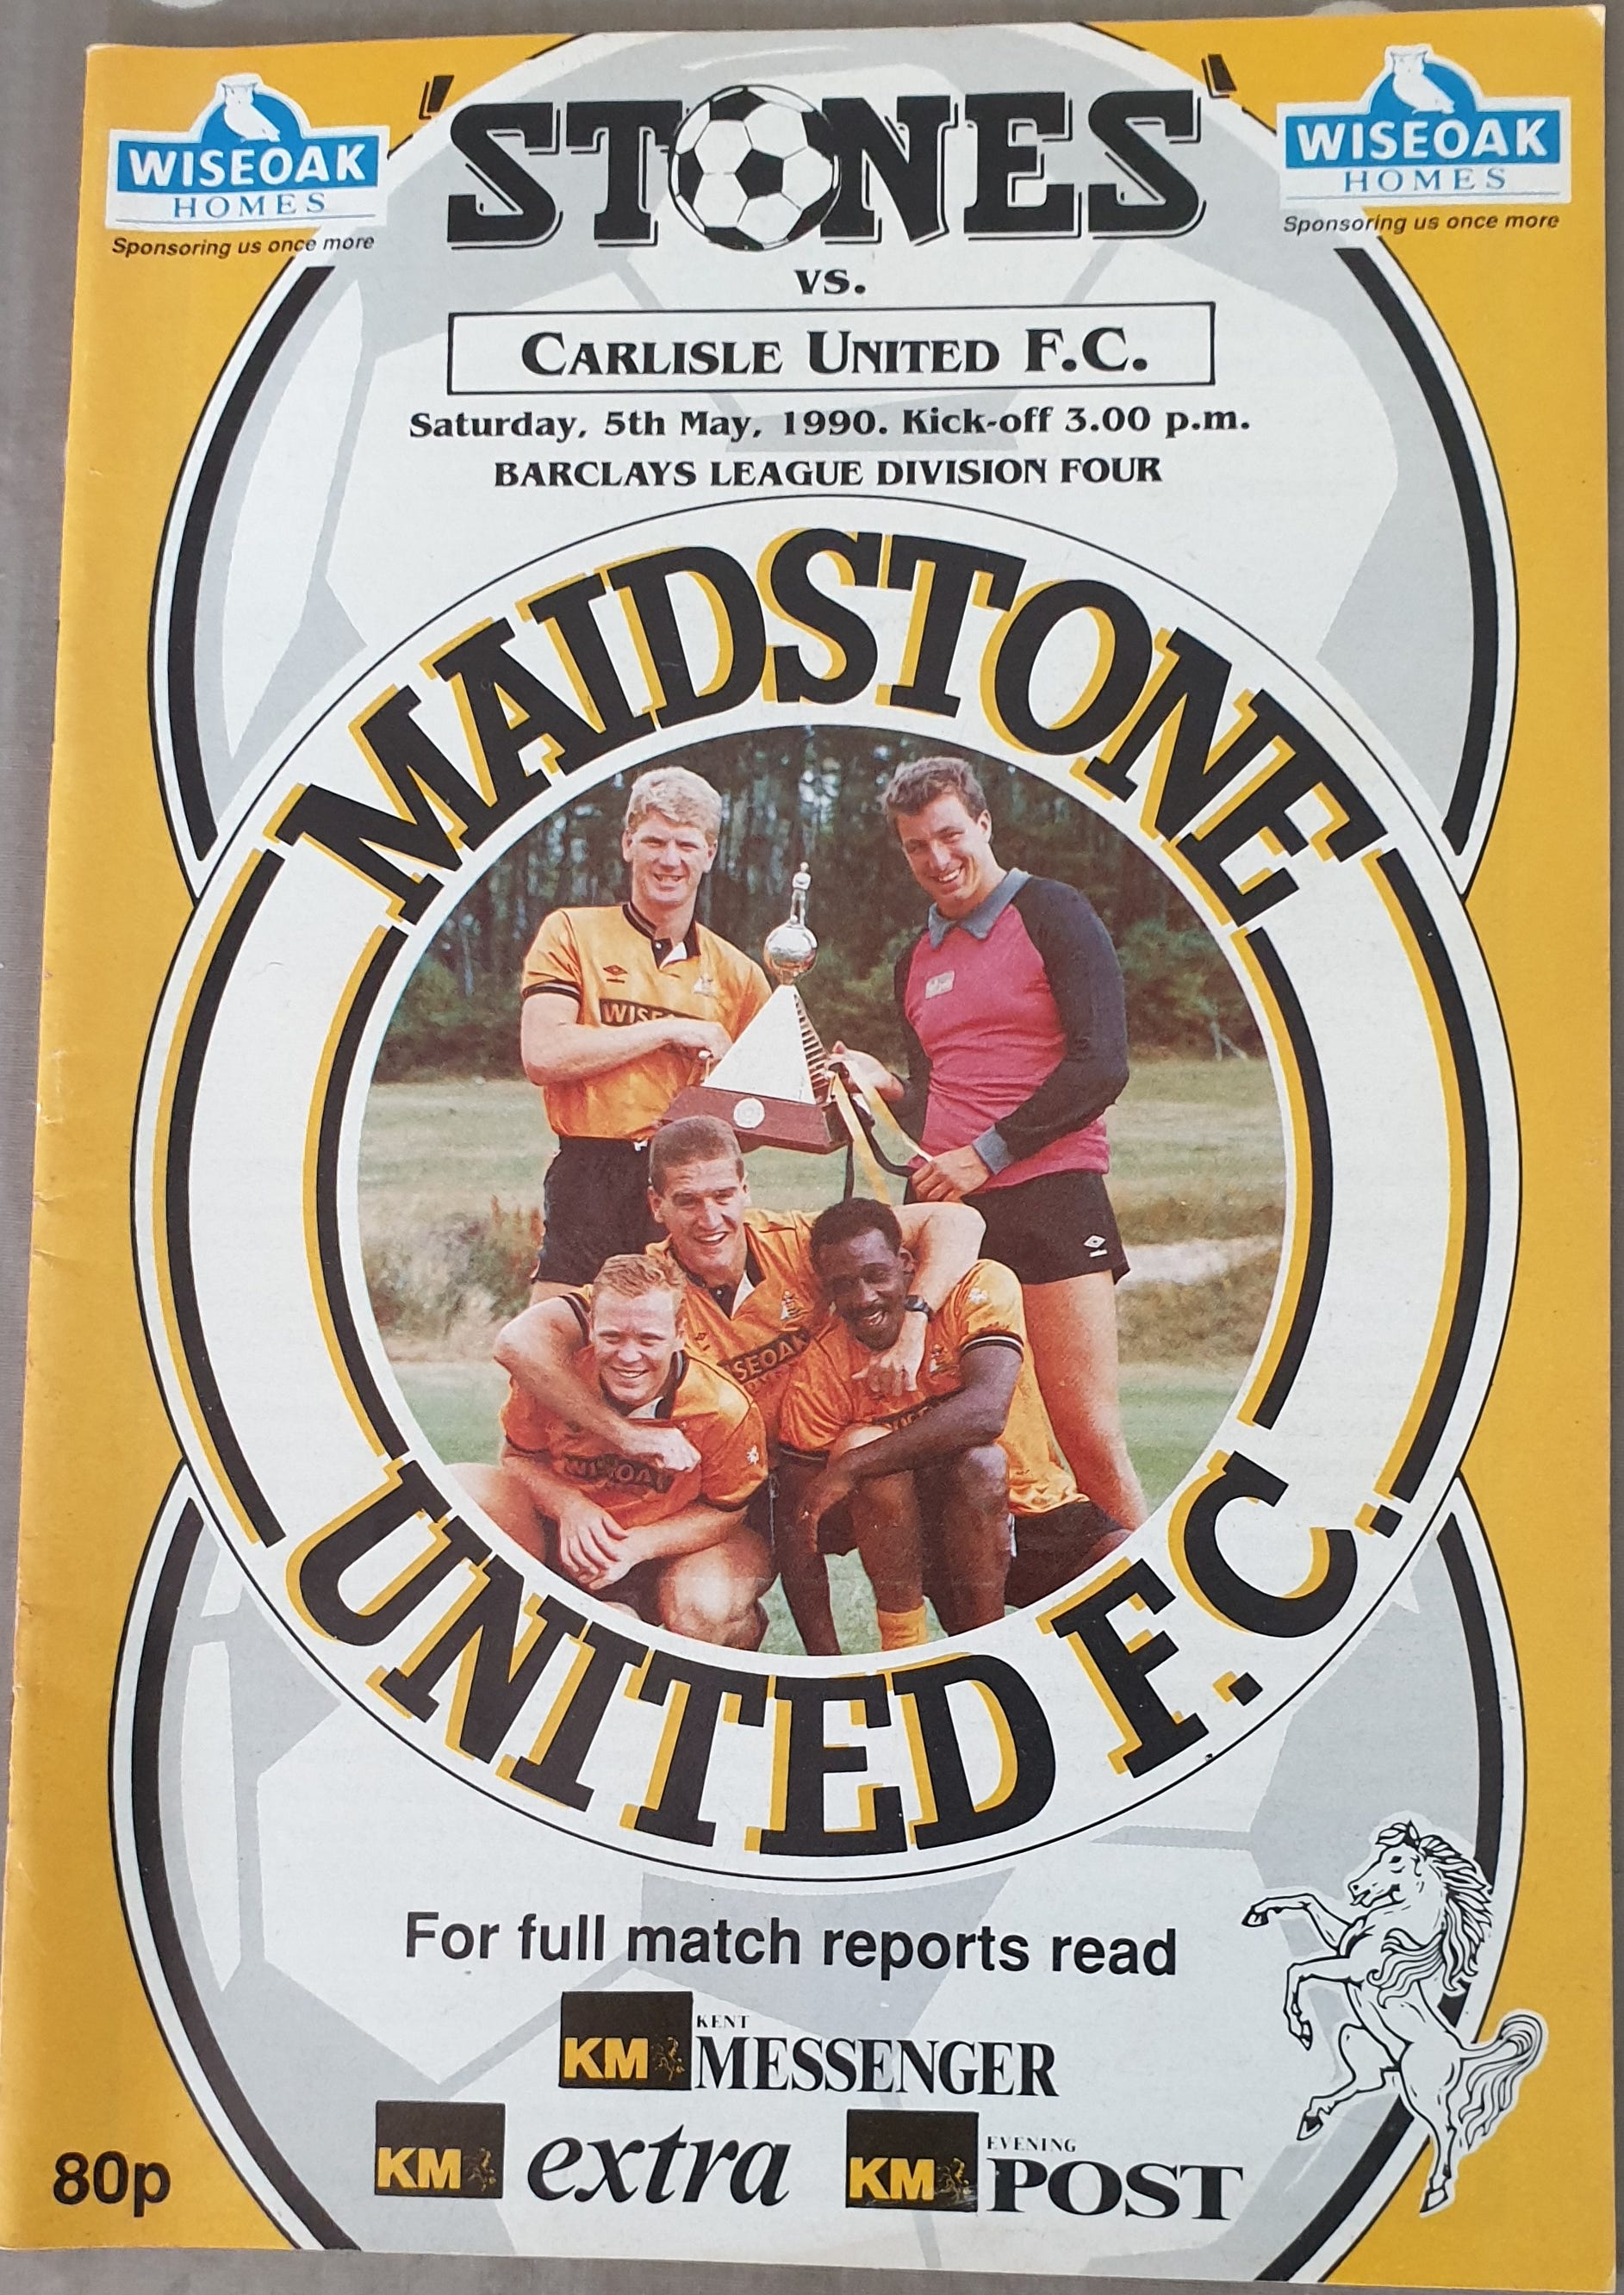 WISEOAK
HOMES
Sponsoring us once more
'STONES'
WISEOAK
HOMES
Sponsoring us once more
vs.
CARLISLE UNITED F.C.
Saturday, 5th May, 1990. Kick-off 3.00 p.m.
BARCLAYS LEAGUE DIVISION FOUR
MAIDSTONE
UNITED F.C.
For full match reports read
KM KENT
MESSENGER
KM extra
KM EVENING
POST
80p